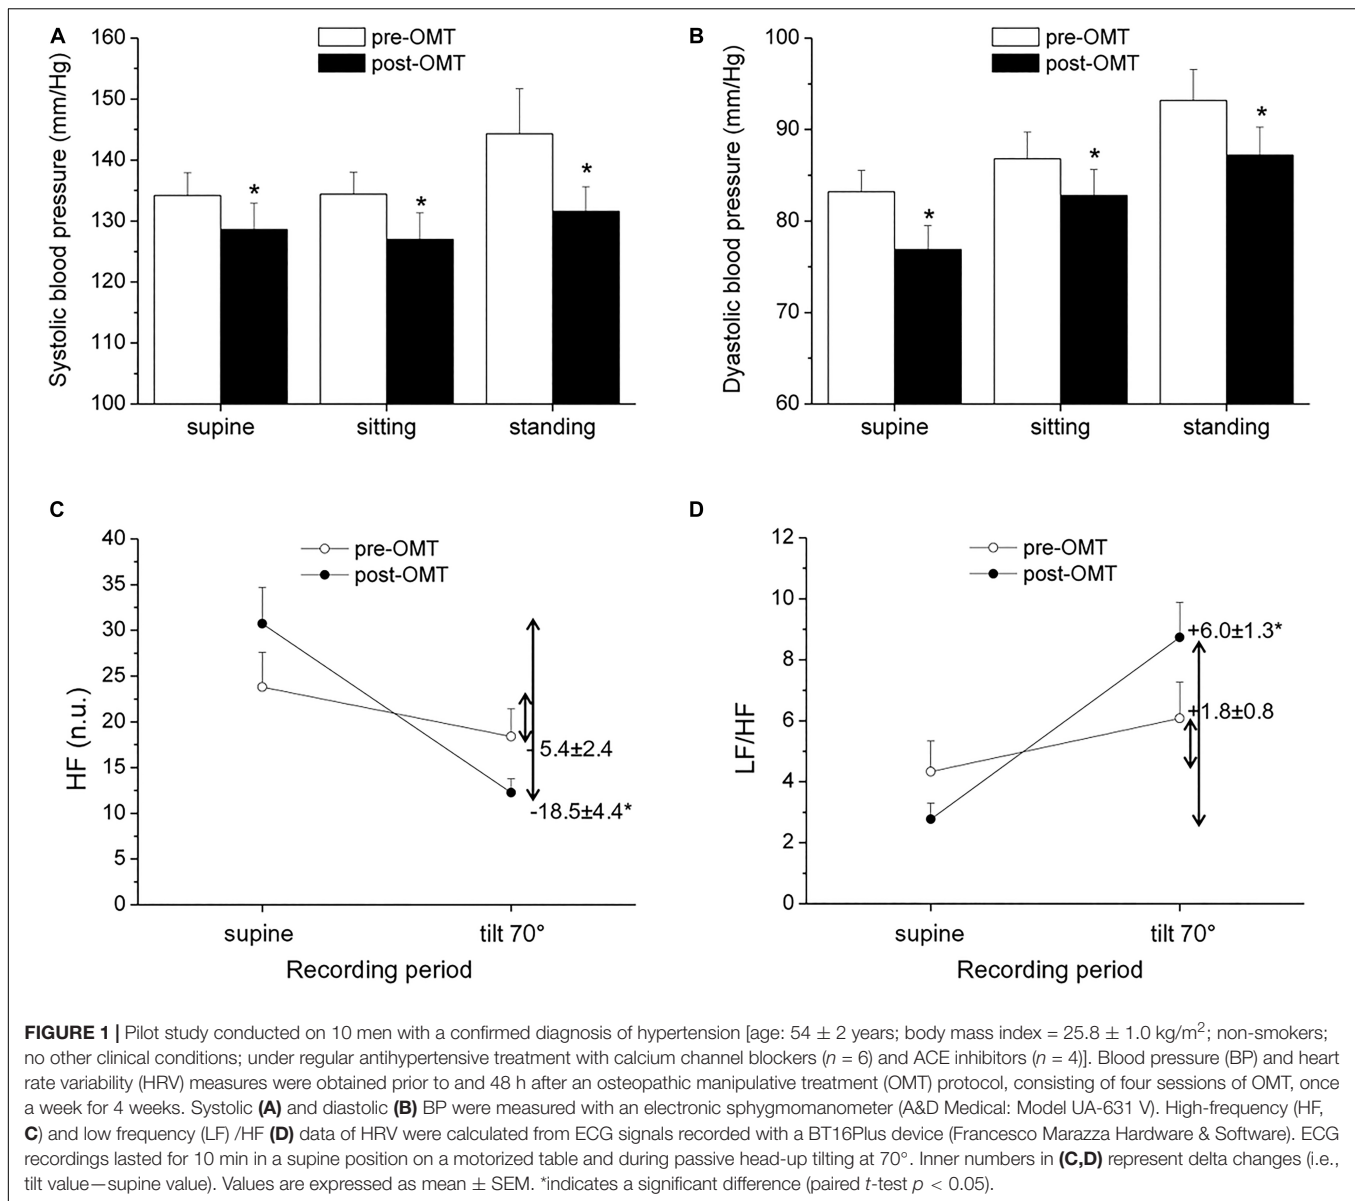 A
160
150
140
130
120
110
100
Systolic blood pressure (mm/Hg)
pre-OMT
post-OMT
*
*
*
supine sitting standing
B
100
90
80
70
60
Dyastolic blood pressure (mm/Hg)
pre-OMT
post-OMT
*
*
*
supine sitting standing
C
40
35
30
25
20
15
10
5
0
HF (n.u.)
pre-OMT
post-OMT
- 5.4±2.4
-18.5±4.4*
supine tilt 70°
Recording period
D
12
10
8
6
4
2
0
LF/HF
pre-OMT
post-OMT
+6.0±1.3*
+1.8±0.8
supine tilt 70°
Recording period
FIGURE 1 | Pilot study conducted on 10 men with a confirmed diagnosis of hypertension [age: 54 ± 2 years; body mass index = 25.8 ± 1.0 kg/m²; non-smokers;
no other clinical conditions; under regular antihypertensive treatment with calcium channel blockers (n = 6) and ACE inhibitors (n = 4)]. Blood pressure (BP) and heart
rate variability (HRV) measures were obtained prior to and 48 h after an osteopathic manipulative treatment (OMT) protocol, consisting of four sessions of OMT, once
a week for 4 weeks. Systolic (A) and diastolic (B) BP were measured with an electronic sphygmomanometer (A&D Medical: Model UA-631 V). High-frequency (HF,
C) and low frequency (LF) /HF (D) data of HRV were calculated from ECG signals recorded with a BT16Plus device (Francesco Marazza Hardware & Software). ECG
recordings lasted for 10 min in a supine position on a motorized table and during passive head-up tilting at 70°. Inner numbers in (C,D) represent delta changes (i.e.,
tilt value—supine value). Values are expressed as mean ± SEM. *indicates a significant difference (paired t-test p < 0.05).